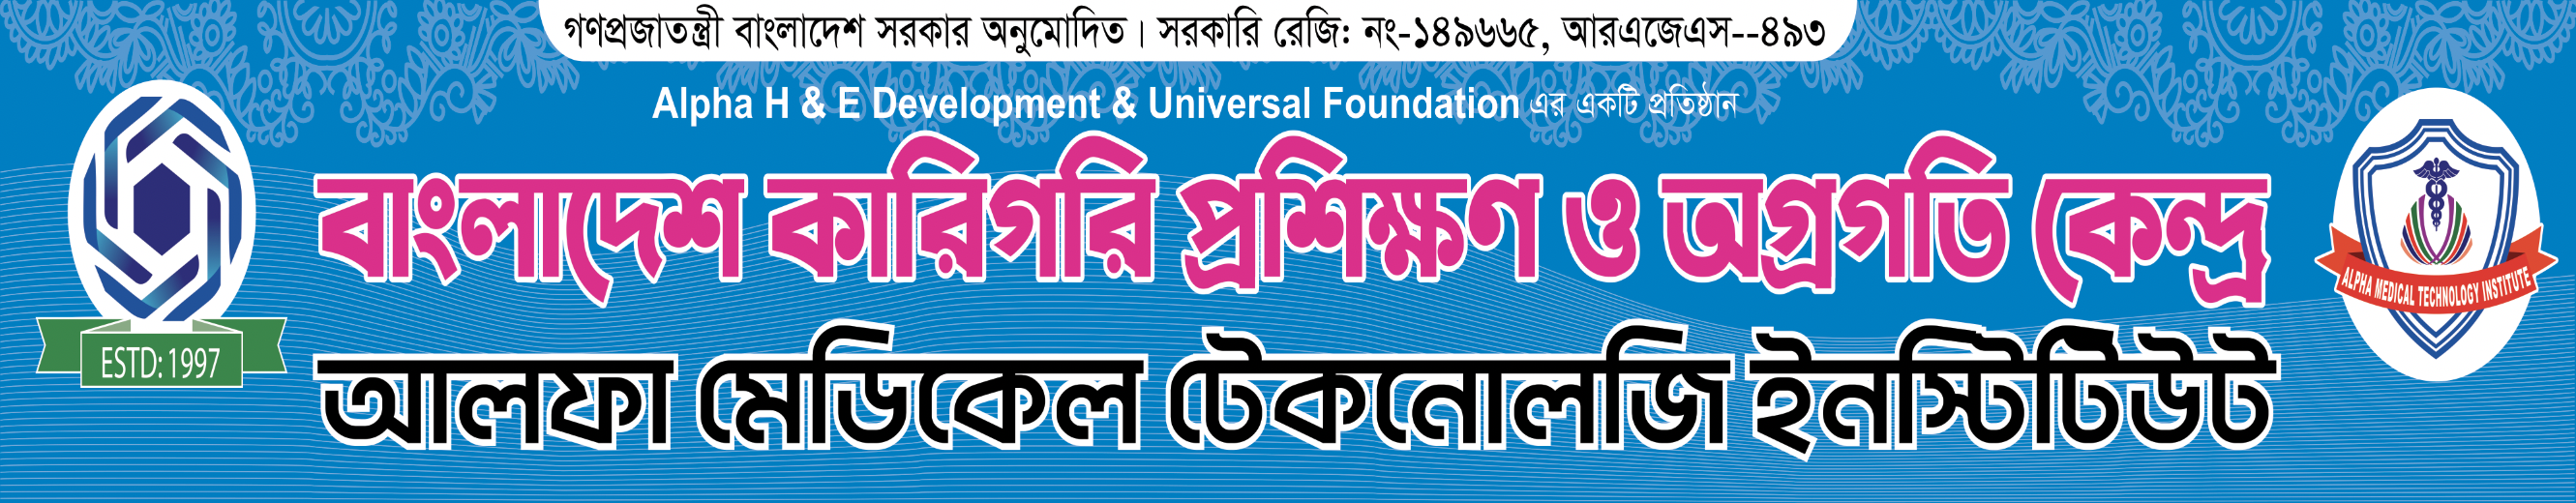 গণপ্রজাতন্ত্রী বাংলাদেশ সরকার অনুমোদিত। সরকারি রেজি: নং-১৪৯৬৬৫, আরএজেএস--৪৯৩
Alpha H & E Development & Universal Foundation এর একটি প্রতিষ্ঠান
বাংলাদেশ কারিগরি প্রশিক্ষণ ও অগ্রগতি কেন্দ্র
ALPHA MEDICAL TECHNOLOGY INSTITUTE
ESTD: 1997
আলফা মেডিকেল টেকনোলজি ইনস্টিটিউট